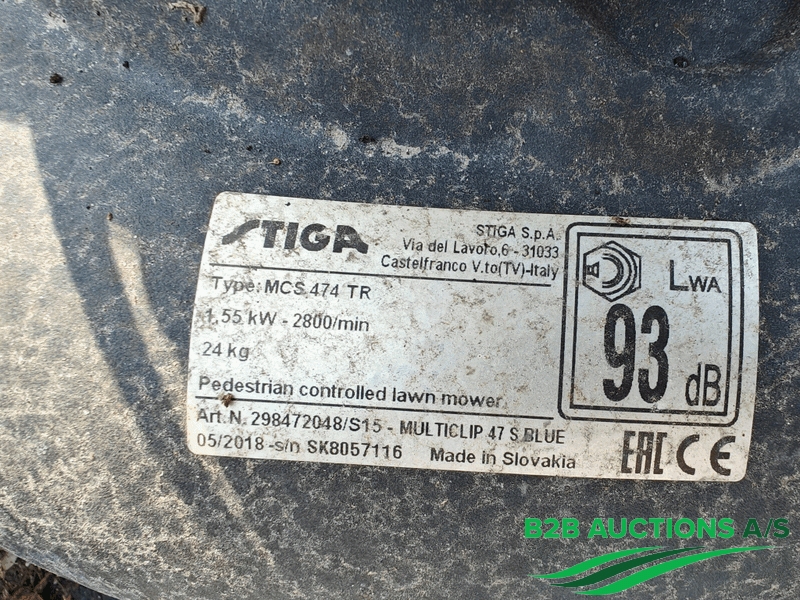 STIGA
STIGA S.p.A.
Via del Lavoro,6 - 31033
Castelfranco V.to(TV)-Italy
Type: MCS 474 TR
1,55 kW - 2800/min
24 kg
Pedestrian controlled lawn mower
LWA
93 dB
Art.N. 298472048/S15 - MULTICLIP 47 S BLUE
05/2018 -s/n SK8057116 Made in Slovakia
EAC CE
B2B AUCTIONS A/S